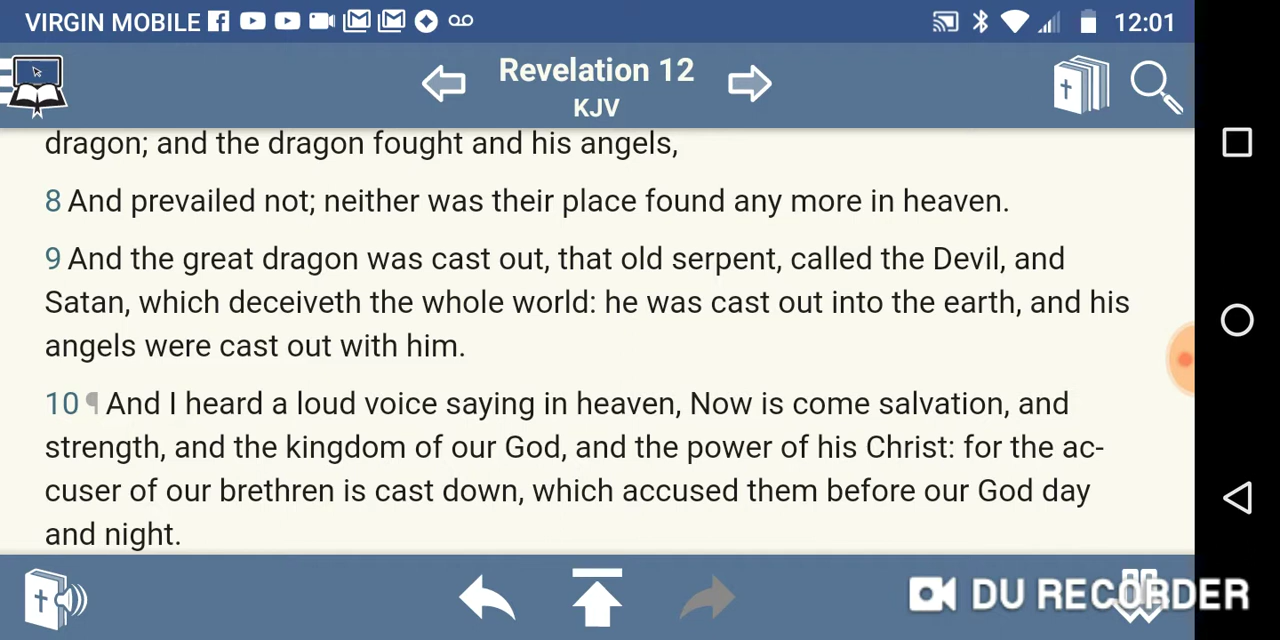 VIRGIN MOBILE 12:01
Revelation 12
KJV
dragon; and the dragon fought and his angels,
8 And prevailed not; neither was their place found any more in heaven.
9 And the great dragon was cast out, that old serpent, called the Devil, and
Satan, which deceiveth the whole world: he was cast out into the earth, and his
angels were cast out with him.
10 ¶ And I heard a loud voice saying in heaven, Now is come salvation, and
strength, and the kingdom of our God, and the power of his Christ: for the ac-
cuser of our brethren is cast down, which accused them before our God day
and night.
DU RECORDER